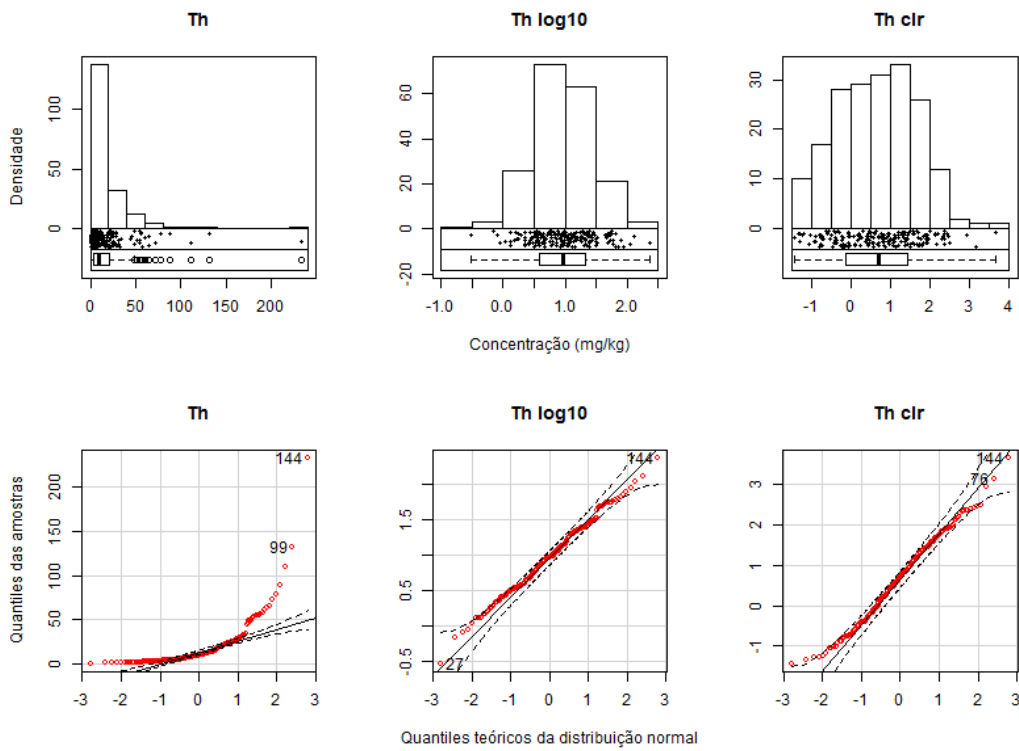 Th
Th log10
Th clr
Densidade
0 50 100
-20 0 20 40 60
0 10 20 30
0 50 100 150 200
-1.0 0.0 1.0 2.0
-1 0 1 2 3 4
Concentração (mg/kg)
Th
Th log10
Th clr
Quantiles das amostras
0 50 100 150 200
144
99
-0.5 0.5 1.5
144
27
-1 0 1 2 3
144
76
-3 -2 -1 0 1 2 3
-3 -2 -1 0 1 2 3
-3 -2 -1 0 1 2 3
Quantiles teóricos da distribuição normal